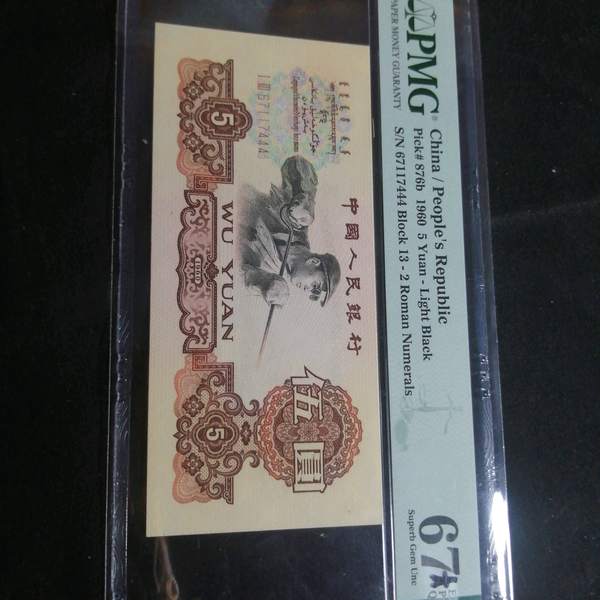 PMG
PAPER MONEY GUARANTY
China / People's Republic
Pick# 876b 1960 5 Yuan - Light Black
S/N 67117444 Block 13 - 2 Roman Numerals
67
Superb Gem Unc
中國人民銀行
伍圓
WU YUAN
5
5
67117444
1960